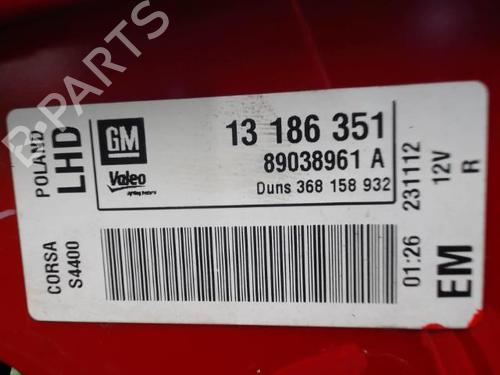 POLAND
LHD
GM
Valeo
13 186 351
89038961 A
Duns 368 158 932
231112
12V
R
CORSA
S4400
01:26
EM